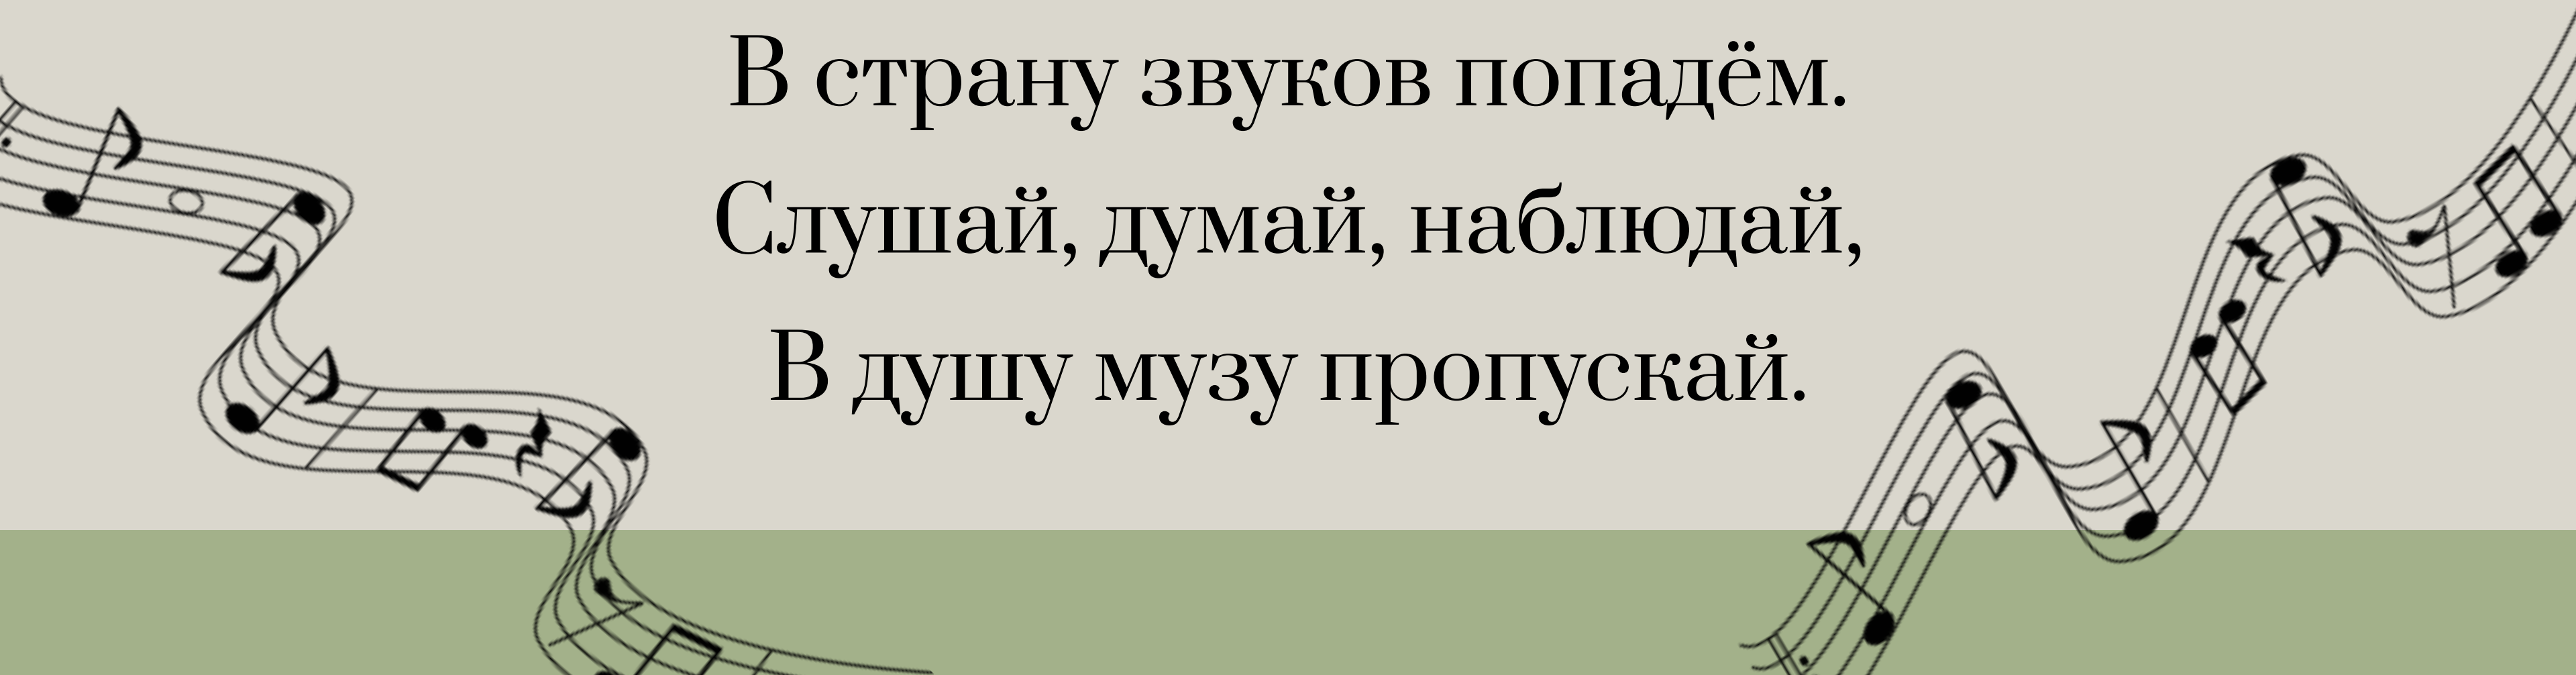 В страну звуков попадём.
Слушай, думай, наблюдай,
В душу музу пропускай.